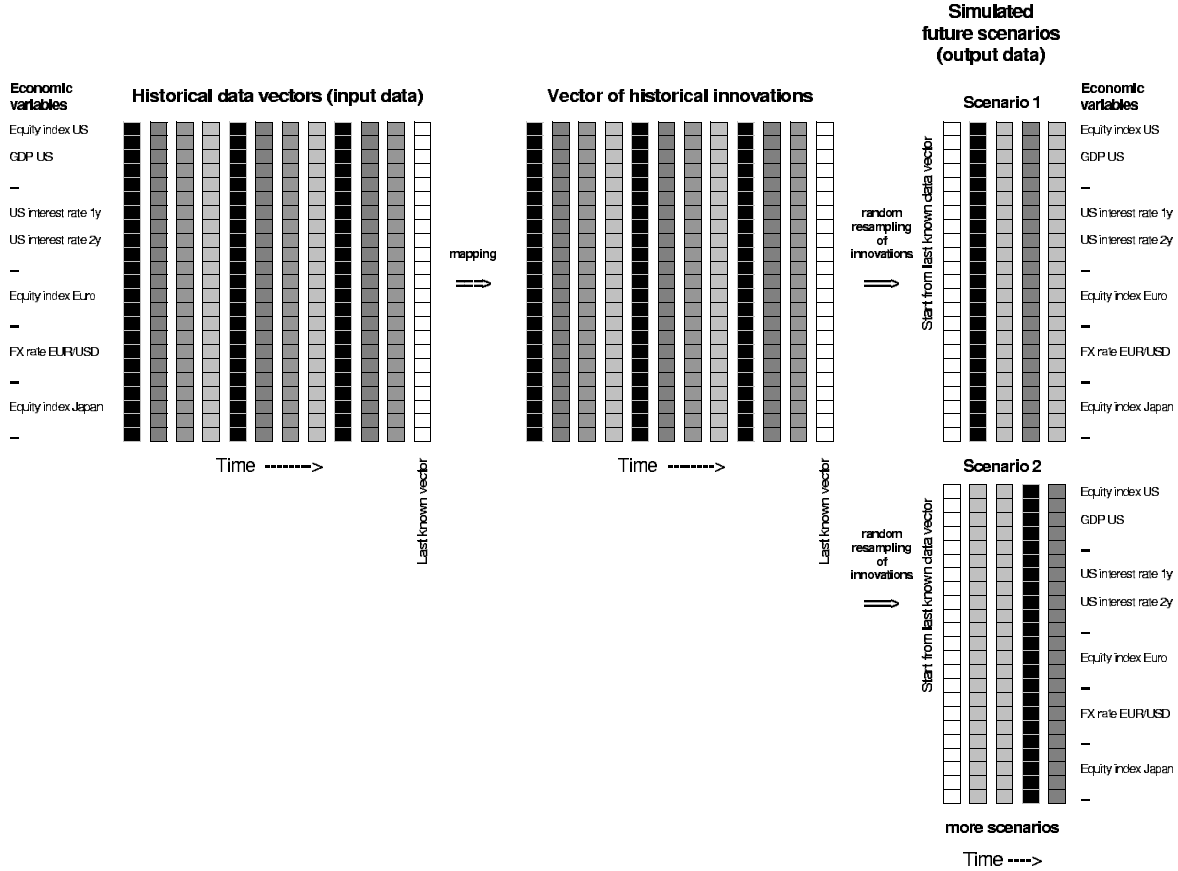 Simulated
future scenarios
(output data)
Economic
variables
Historical data vectors (input data)
Vector of historical innovations
Scenario 1
Economic
variables
Equity index US
GDP US
–
US interest rate 1y
US interest rate 2y
–
Equity index Euro
–
FX rate EUR/USD
–
Equity index Japan
–
mapping
==>
random
resampling
of
innovations
==>
Start from last known data vector
Equity index US
GDP US
–
US interest rate 1y
US interest rate 2y
–
Equity index Euro
–
FX rate EUR/USD
–
Equity index Japan
–
Time -------->
Last known vector
Time -------->
Last known vector
Scenario 2
random
resampling
of
innovations
==>
Start from last known data vector
Equity index US
GDP US
–
US interest rate 1y
US interest rate 2y
–
Equity index Euro
–
FX rate EUR/USD
–
Equity index Japan
–
more scenarios
Time ---->